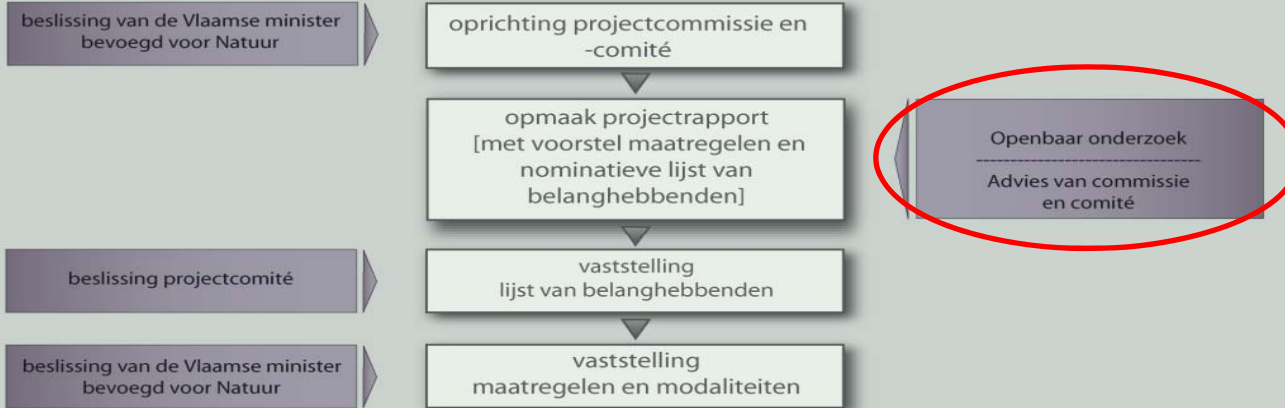 beslissing van de Vlaamse minister
bevoegd voor Natuur
oprichting projectcommissie en
-comité
opmaak projectrapport
[met voorstel maatregelen en
nominatieve lijst van
belanghebbenden]
Openbaar onderzoek
---------------------------------
Advies van commissie
en comité
beslissing projectcomité
vaststelling
lijst van belanghebbenden
beslissing van de Vlaamse minister
bevoegd voor Natuur
vaststelling
maatregelen en modaliteiten